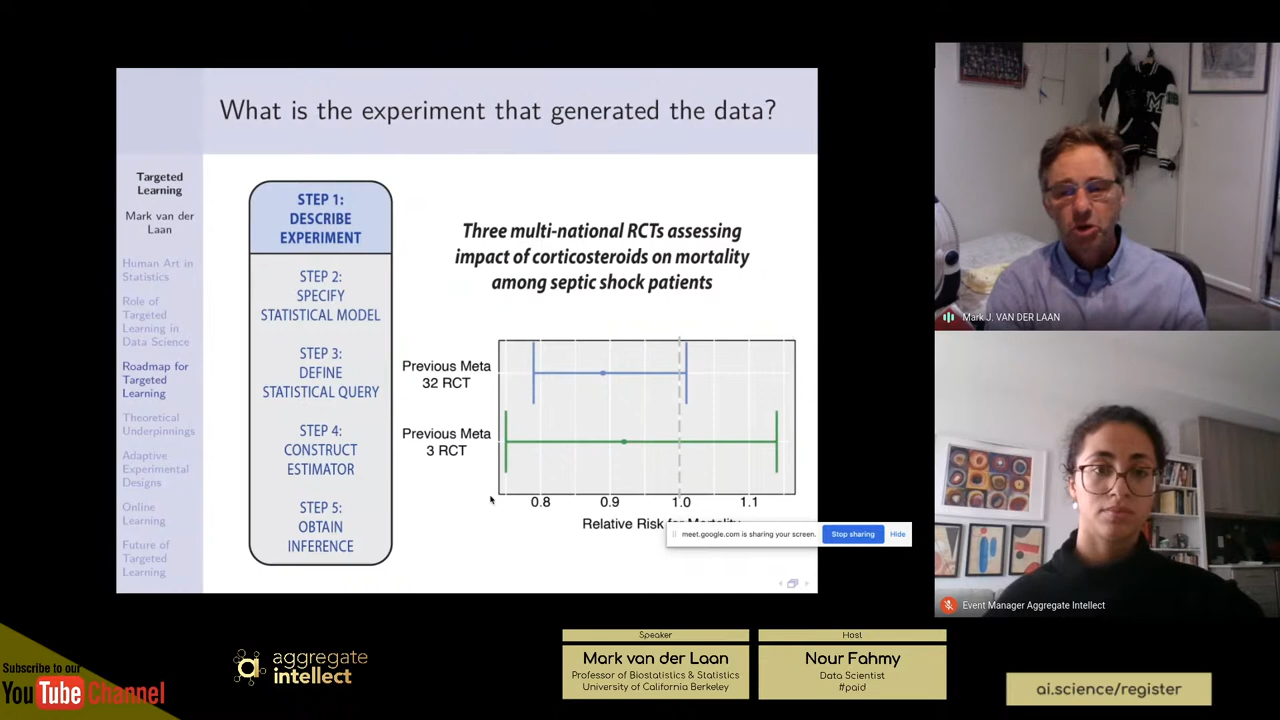 What is the experiment that generated the data?
Targeted
Learning
Mark van der
Laan
Human Art in
Statistics
Role of
Targeted
Learning in
Data Science
Roadmap for
Targeted
Learning
Theoretical
Underpinnings
Adaptive
Experimental
Designs
Online
Learning
Future of
Targeted
Learning
STEP 1:
DESCRIBE
EXPERIMENT
STEP 2:
SPECIFY
STATISTICAL MODEL
STEP 3:
DEFINE
STATISTICAL QUERY
STEP 4:
CONSTRUCT
ESTIMATOR
STEP 5:
OBTAIN
INFERENCE
Three multi-national RCTs assessing
impact of corticosteroids on mortality
among septic shock patients
Previous Meta
32 RCT
Previous Meta
3 RCT
0.8 0.9 1.0 1.1
Relative Risk for Mortality
meet.google.com is sharing your screen.
Stop sharing
Hide
M
Mark J. VAN DER LAAN
Event Manager Aggregate Intellect
Subscribe to our
YouTube Channel
a
aggregate
intellect
Speaker
Mark van der Laan
Professor of Biostatistics & Statistics
University of California Berkeley
Host
Nour Fahmy
Data Scientist
#paid
ai.science/register